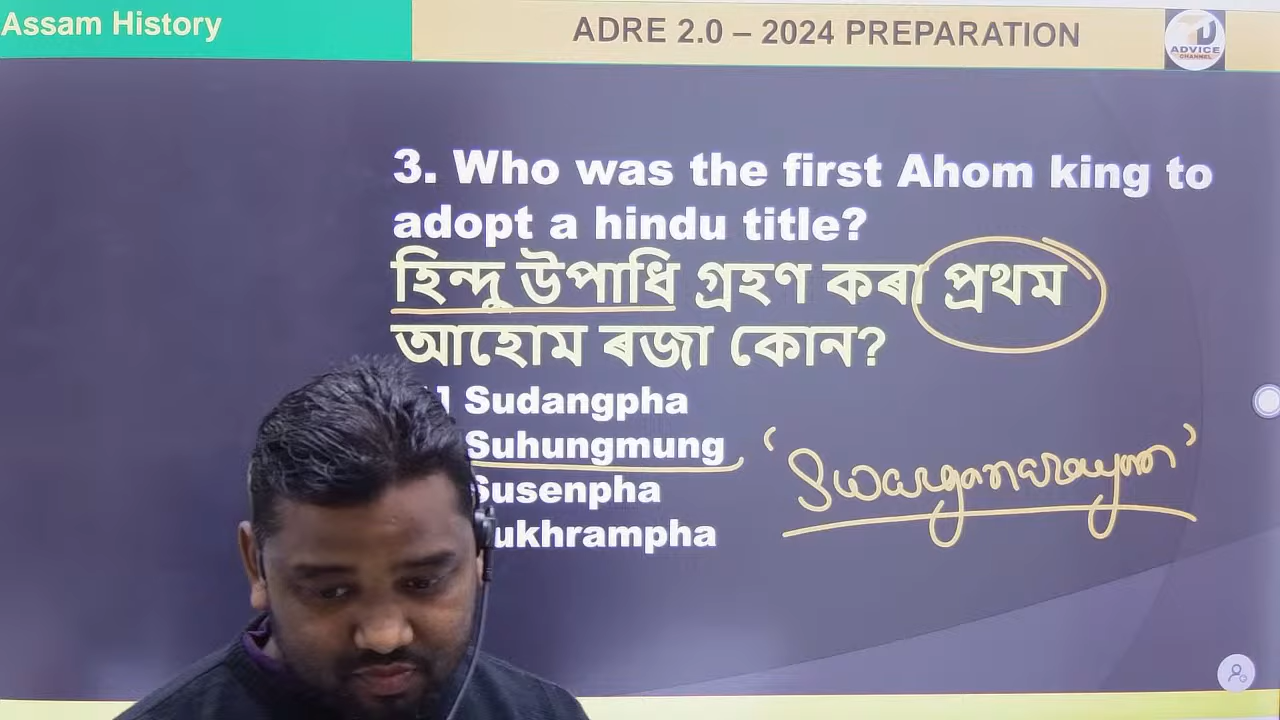 Assam History
ADRE 2.0 – 2024 PREPARATION
ADVICE
CHANNEL
3. Who was the first Ahom king to
adopt a hindu title?
হিন্দু উপাধি গ্ৰহণ কৰা প্ৰথম
আহোম ৰজা কোন?
Sudangpha
Suhungmung
'Swarganarayan'
Susenpha
ukhrampha